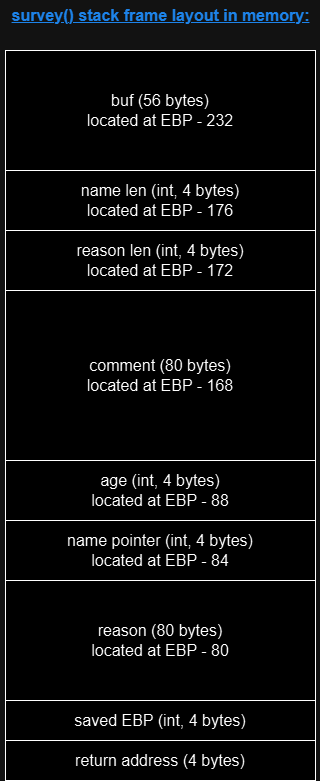 survey() stack frame layout in memory:
buf (56 bytes)
located at EBP - 232
name len (int, 4 bytes)
located at EBP - 176
reason len (int, 4 bytes)
located at EBP - 172
comment (80 bytes)
located at EBP - 168
age (int, 4 bytes)
located at EBP - 88
name pointer (int, 4 bytes)
located at EBP - 84
reason (80 bytes)
located at EBP - 80
saved EBP (int, 4 bytes)
return address (4 bytes)